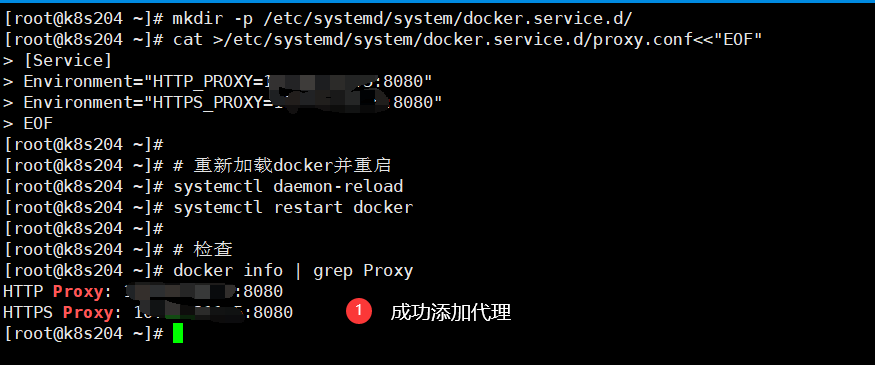 [root@k8s204 ~]# mkdir -p /etc/systemd/system/docker.service.d/
[root@k8s204 ~]# cat >/etc/systemd/system/docker.service.d/proxy.conf<<"EOF"
> [Service]
> Environment="HTTP_PROXY=1 :8080"
> Environment="HTTPS_PROXY= :8080"
> EOF
[root@k8s204 ~]#
[root@k8s204 ~]# # 重新加载docker并重启
[root@k8s204 ~]# systemctl daemon-reload
[root@k8s204 ~]# systemctl restart docker
[root@k8s204 ~]#
[root@k8s204 ~]# # 检查
[root@k8s204 ~]# docker info | grep Proxy
HTTP Proxy: 1 :8080
HTTPS Proxy: :8080 1 成功添加代理
[root@k8s204 ~]#